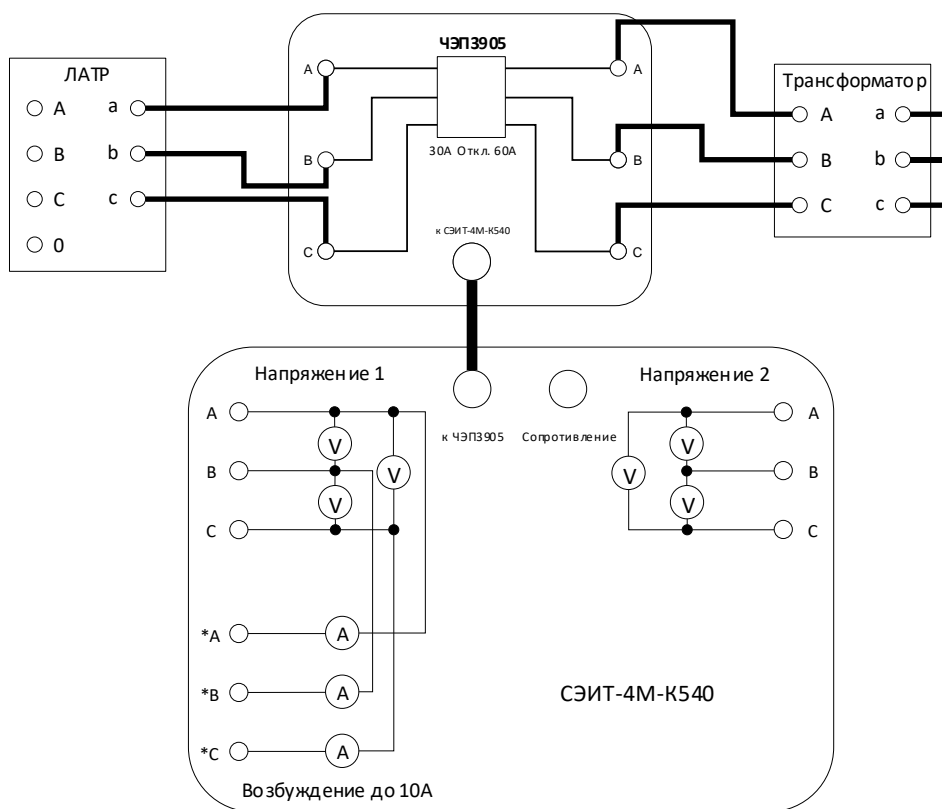 ЛАТР
A
a
B
b
C
c
0
ЧЭП3905
A
A
B
B
C
C
30А Откл. 60А
к СЭИТ-4М-К540
Трансформатор
A
a
B
b
C
c
Напряжение 1
Напряжение 2
к ЧЭП3905
Сопротивление
A
B
C
V
V
V
V
V
V
A
B
C
*A
A
*B
A
*C
A
СЭИТ-4М-К540
Возбуждение до 10А